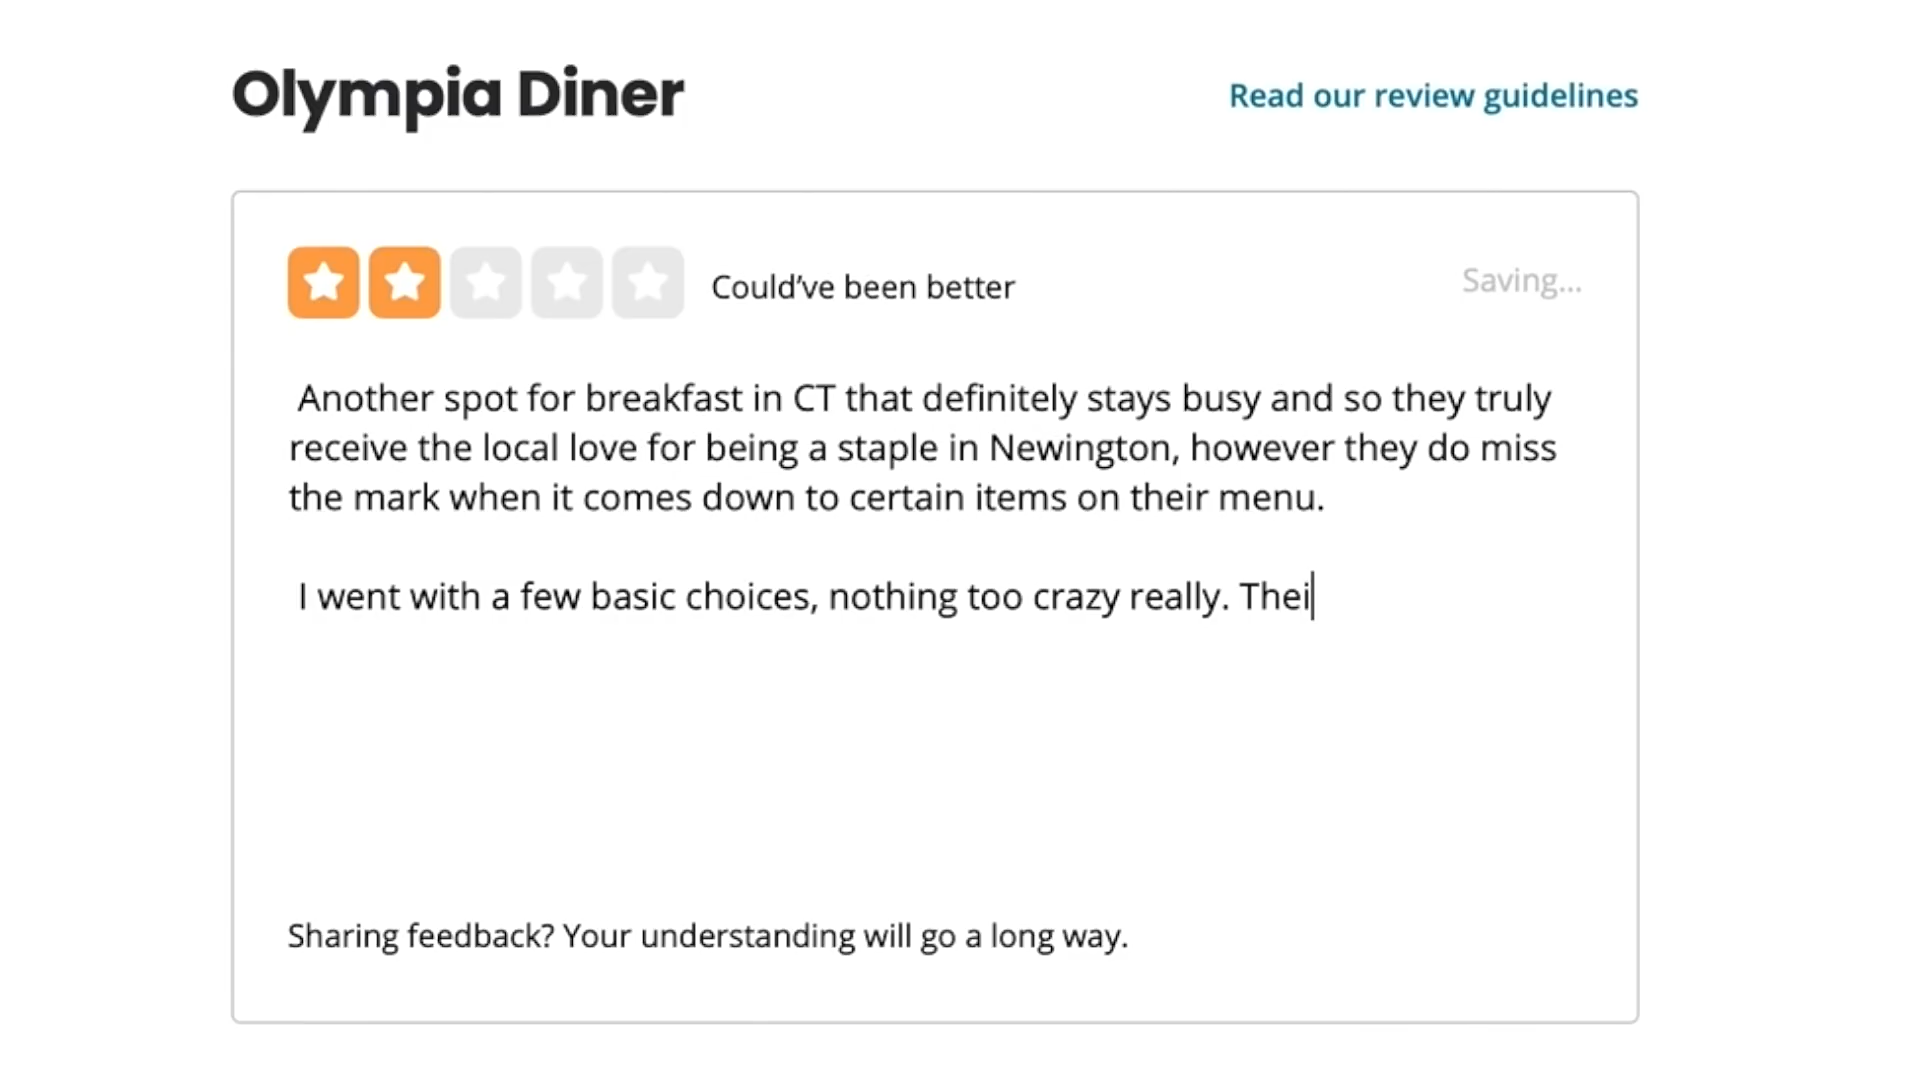 Olympia Diner
Read our review guidelines
Could've been better
Saving...
Another spot for breakfast in CT that definitely stays busy and so they truly
receive the local love for being a staple in Newington, however they do miss
the mark when it comes down to certain items on their menu.
I went with a few basic choices, nothing too crazy really. Thei
Sharing feedback? Your understanding will go a long way.